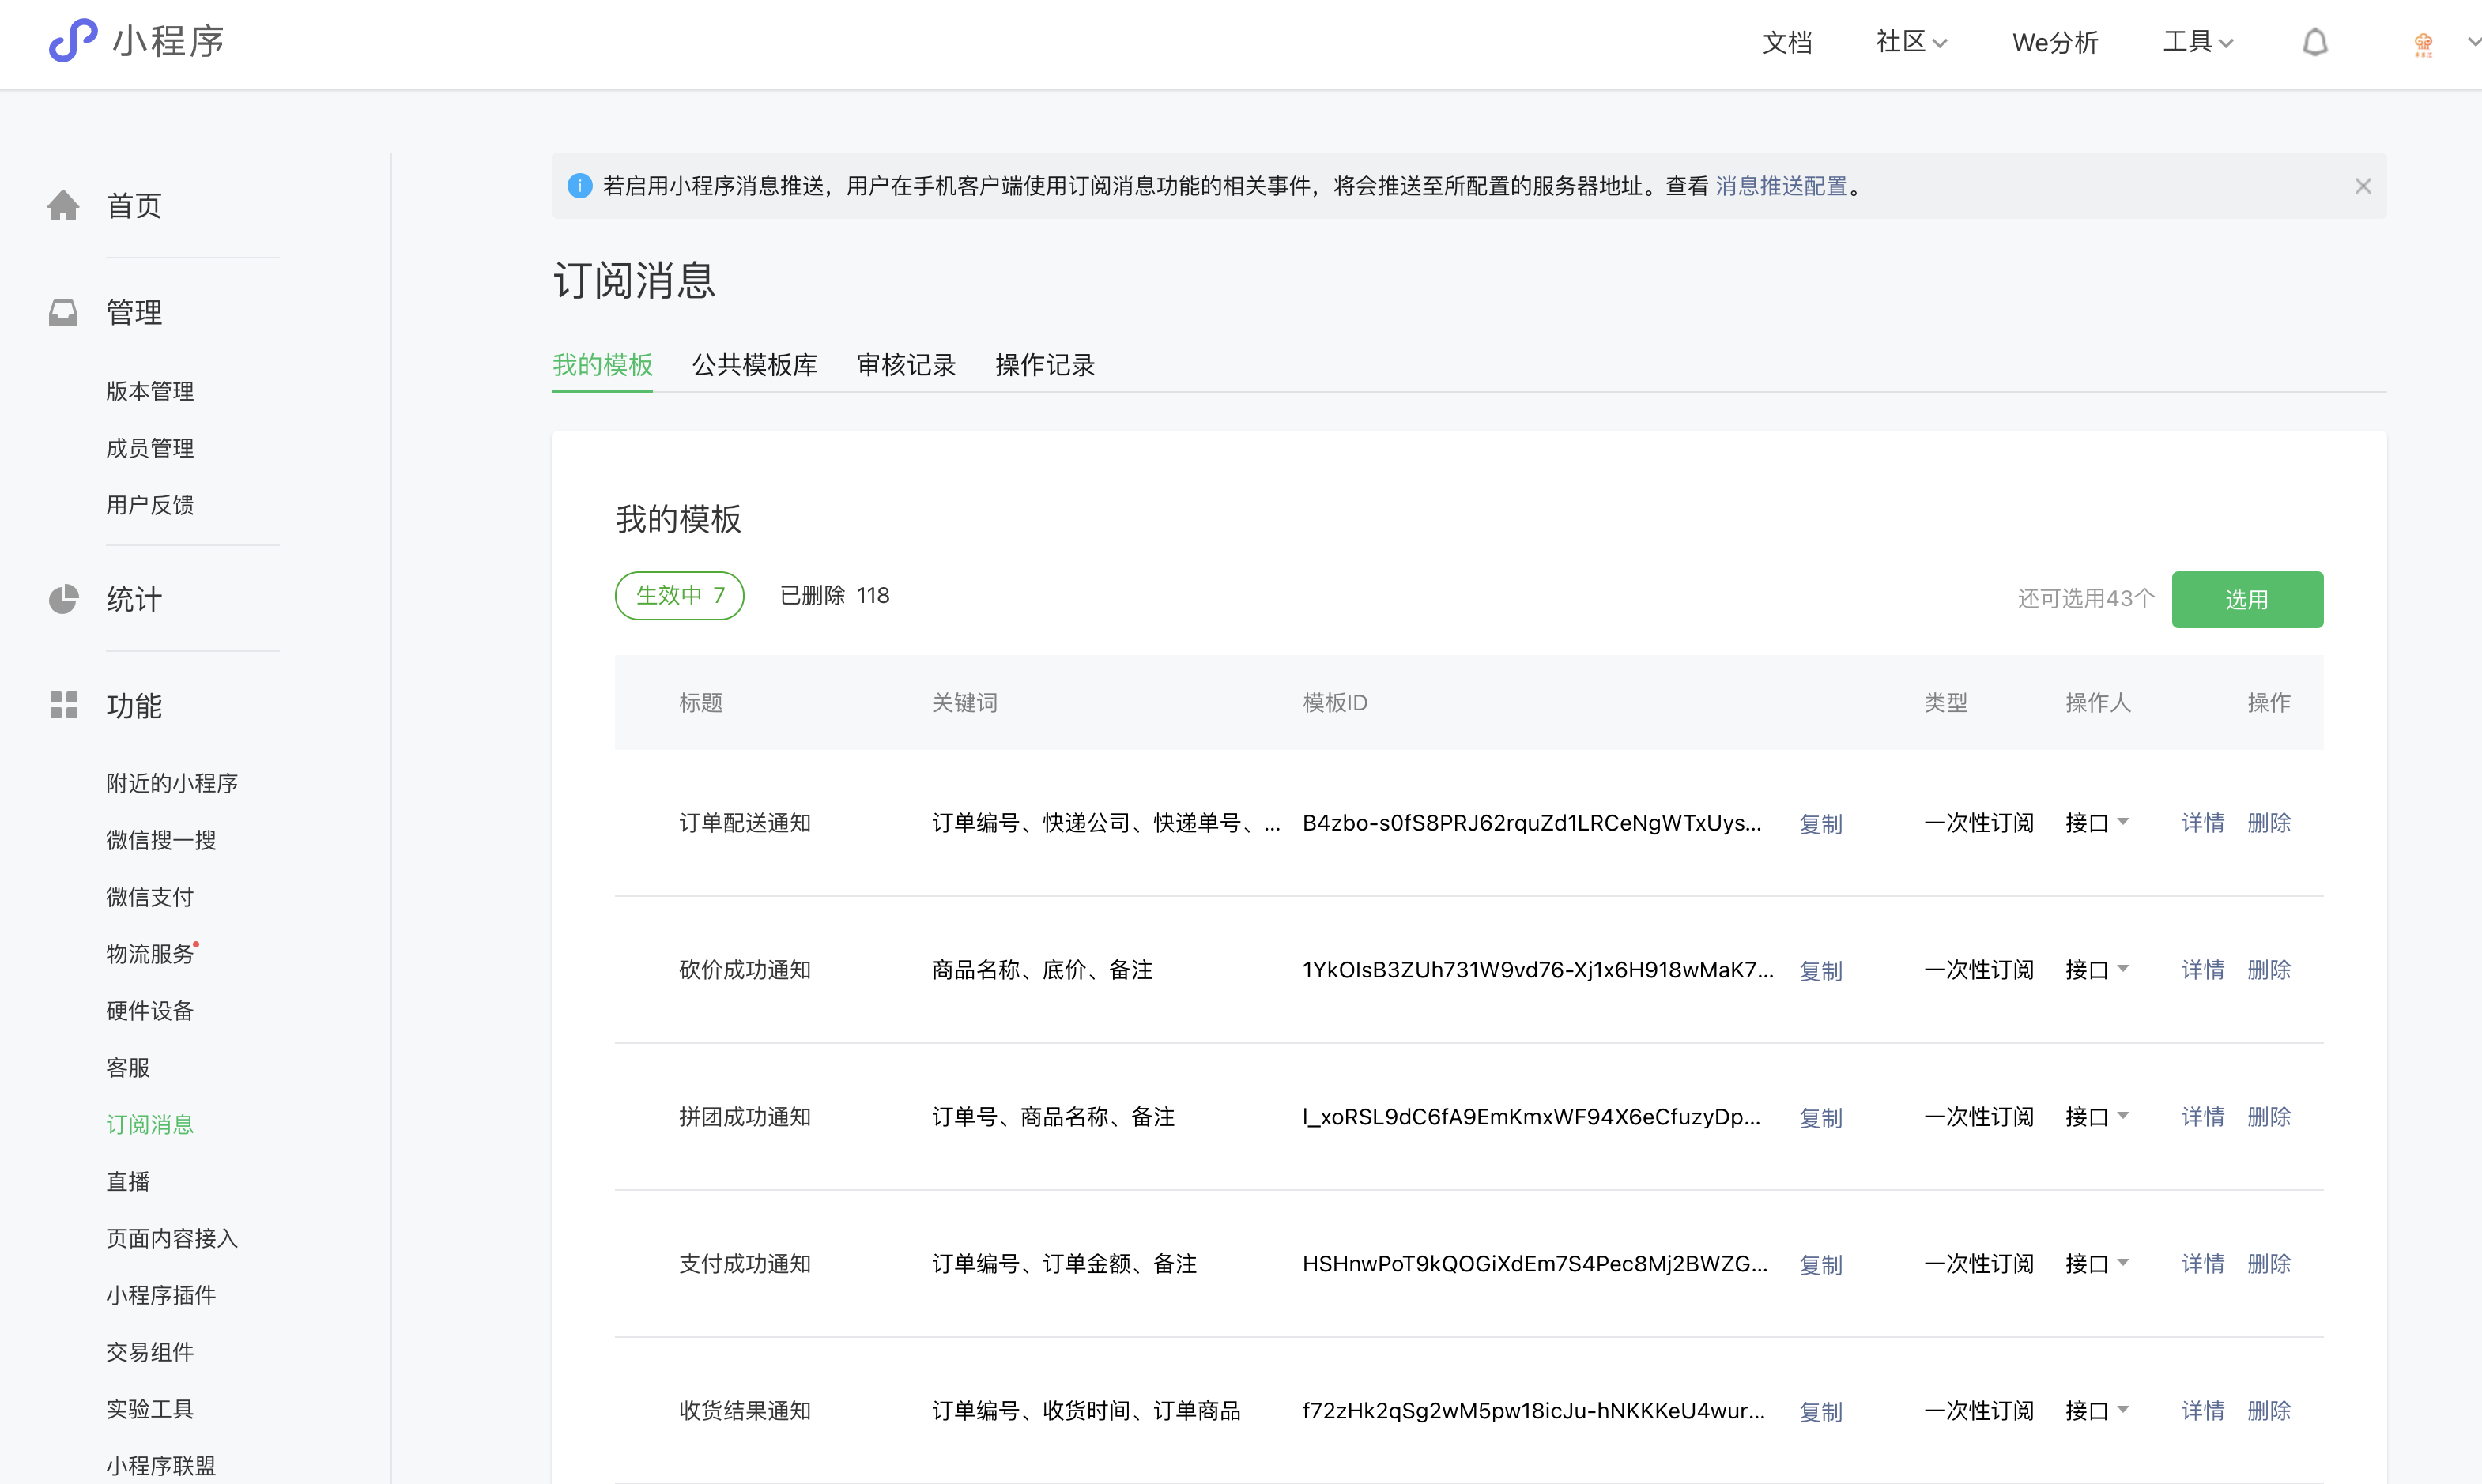 小程序
文档
社区
We分析
工具
首页
管理
版本管理
成员管理
用户反馈
统计
功能
附近的小程序
微信搜一搜
微信支付
物流服务
硬件设备
客服
订阅消息
直播
页面内容接入
小程序插件
交易组件
实验工具
小程序联盟
若启用小程序消息推送，用户在手机客户端使用订阅消息功能的相关事件，将会推送至所配置的服务器地址。查看 消息推送配置。
订阅消息
我的模板 公共模板库 审核记录 操作记录
我的模板
生效中 7 已删除 118 还可选用43个 选用
标题 关键词 模板ID 类型 操作人 操作
订单配送通知 订单编号、快递公司、快递单号、... B4zbo-s0fS8PRJ62rquZd1LRCeNgWTxUys... 复制 一次性订阅 接口 详情 删除
砍价成功通知 商品名称、底价、备注 1YkOIsB3ZUh731W9vd76-Xj1x6H918wMaK7... 复制 一次性订阅 接口 详情 删除
拼团成功通知 订单号、商品名称、备注 l_xoRSL9dC6fA9EmKmxWF94X6eCfuzyDp... 复制 一次性订阅 接口 详情 删除
支付成功通知 订单编号、订单金额、备注 HSHnwPoT9kQOGiXdEm7S4Pec8Mj2BWZG... 复制 一次性订阅 接口 详情 删除
收货结果通知 订单编号、收货时间、订单商品 f72zHk2qSg2wM5pw18icJu-hNKKKeU4wur... 复制 一次性订阅 接口 详情 删除